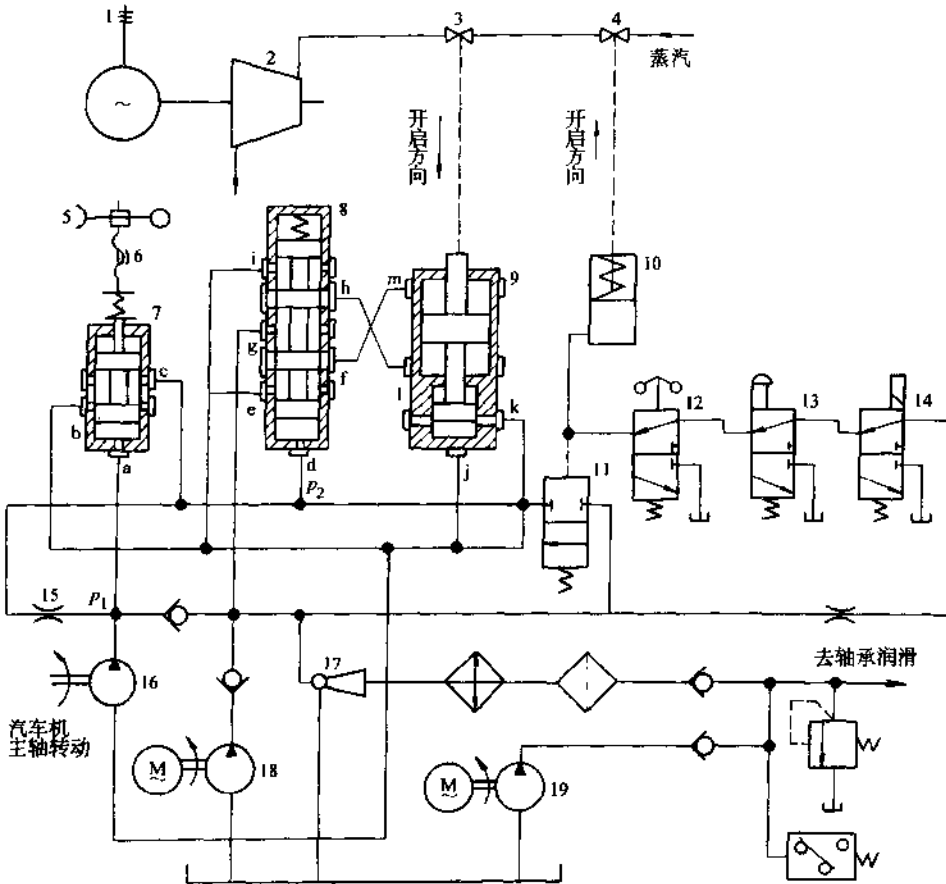 1
2
3
4
蒸汽
开启方向
开启方向
5
6
7
8
9
10
i
h
g
f
e
d
p₂
m
l
k
j
c
b
a
11
12
13
14
15
p₁
16
汽车机
主轴转动
17
去轴承润滑
M
~
18
M
~
19
~